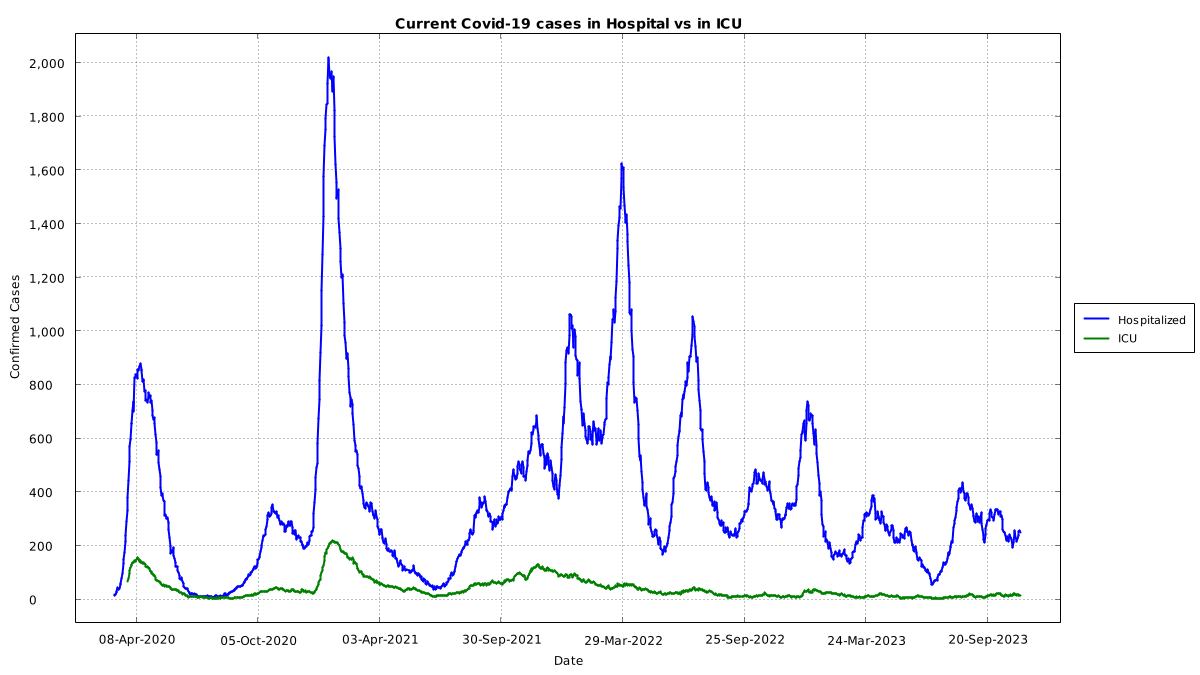 Current Covid-19 cases in Hospital vs in ICU
Confirmed Cases
2,000
1,800
1,600
1,400
1,200
1,000
800
600
400
200
0
08-Apr-2020
05-Oct-2020
03-Apr-2021
30-Sep-2021
29-Mar-2022
25-Sep-2022
24-Mar-2023
20-Sep-2023
Date
Hospitalized
ICU